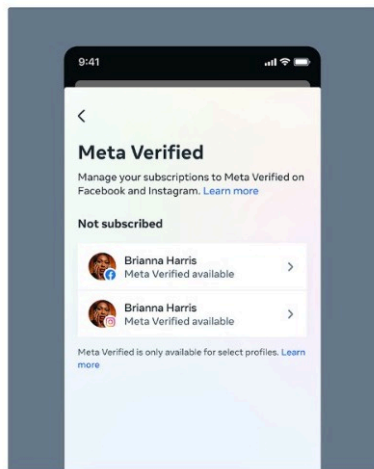 9:41
Meta Verified
Manage your subscriptions to Meta Verified on
Facebook and Instagram. Learn more
Not subscribed
Brianna Harris
Meta Verified available
Brianna Harris
Meta Verified available
Meta Verified is only available for select profiles. Learn
more